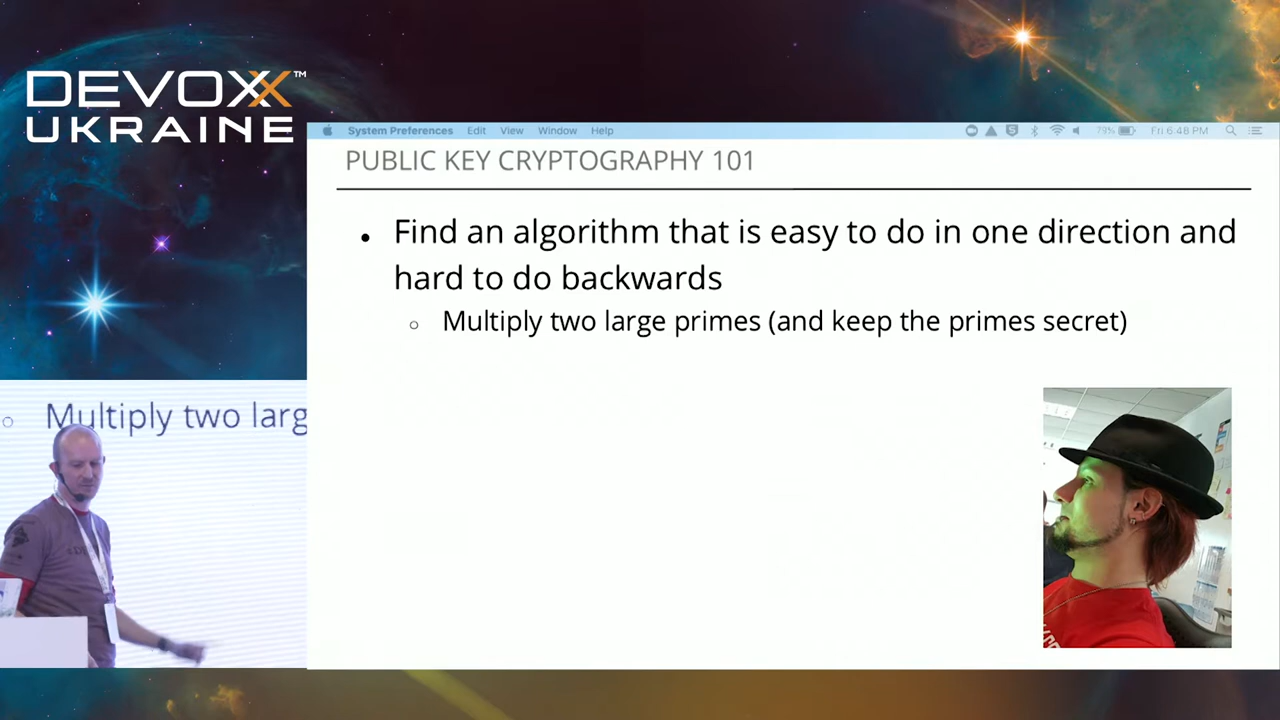 DEVOXX™
UKRAINE
System Preferences Edit View Window Help
79% Fri 6:48 PM
PUBLIC KEY CRYPTOGRAPHY 101
• Find an algorithm that is easy to do in one direction and
hard to do backwards
○ Multiply two large primes (and keep the primes secret)
○ Multiply two larg